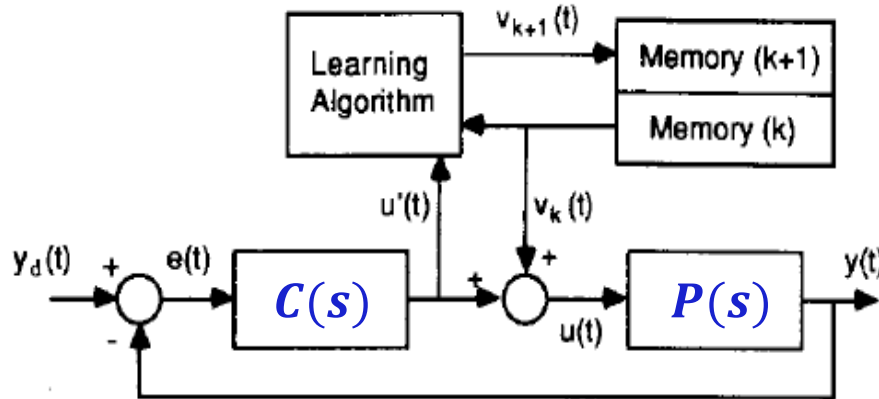 v_{k+1}(t)
Learning
Algorithm
Memory (k+1)
Memory (k)
u'(t)
v_k(t)
y_d(t)
+
e(t)
C(s)
+
+
P(s)
y(t)
-
u(t)